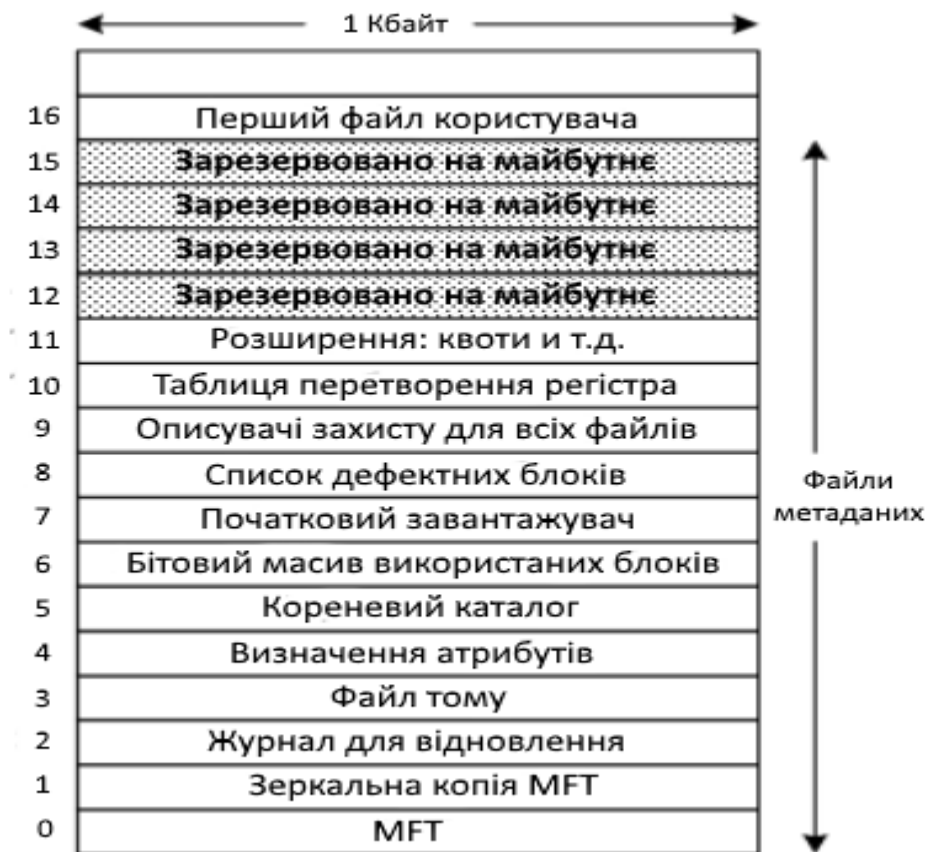 1 Кбайт
16 Перший файл користувача
15 Зарезервовано на майбутнє
14 Зарезервовано на майбутнє
13 Зарезервовано на майбутнє
12 Зарезервовано на майбутнє
11 Розширення: квоти и т.д.
10 Таблиця перетворення регістра
9 Описувачі захисту для всіх файлів
8 Список дефектних блоків
7 Початковий завантажувач
6 Бітовий масив використаних блоків
5 Кореневий каталог
4 Визначення атрибутів
3 Файл тому
2 Журнал для відновлення
1 Зеркальна копія MFT
0 MFT
Файли
метаданих